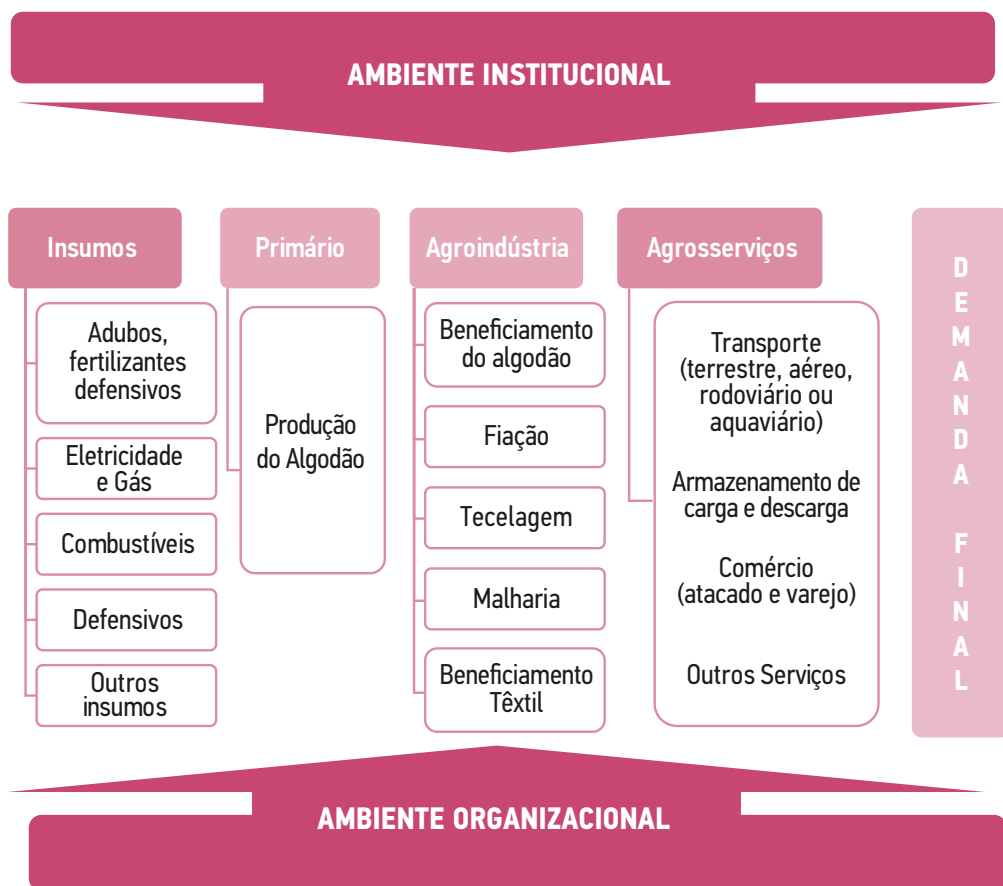 AMBIENTE INSTITUCIONAL
Insumos
Adubos,
fertilizantes
defensivos
Eletricidade
e Gás
Combustíveis
Defensivos
Outros
insumos
Primário
Produção
do Algodão
Agroindústria
Beneficiamento
do algodão
Fiação
Tecelagem
Malharia
Beneficiamento
Têxtil
Agrosserviços
Transporte
(terrestre, aéreo,
rodoviário ou
aquaviário)
Armazenamento de
carga e descarga
Comércio
(atacado e varejo)
Outros Serviços
DEMANDA FINAL
AMBIENTE ORGANIZACIONAL